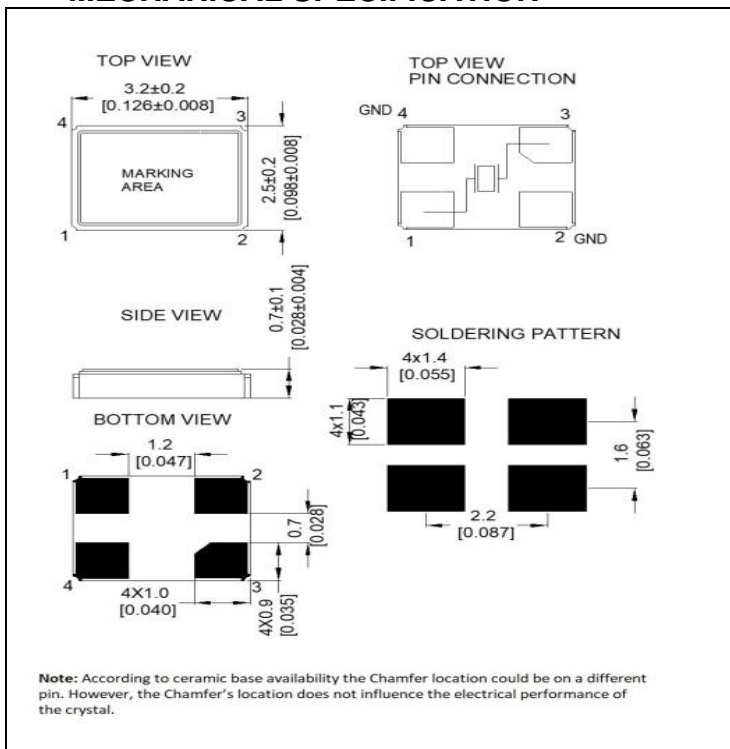 MECHANICAL SPECIFICATION
TOP VIEW
3.2±0.2
[0.126±0.008]
4
3
MARKING
AREA
2.5±0.2
[0.098±0.008]
1
2
TOP VIEW
PIN CONNECTION
GND 4
3
1
2 GND
SIDE VIEW
0.7±0.1
[0.028±0.004]
BOTTOM VIEW
1.2
[0.047]
1
2
0.7
[0.028]
4
3
4X1.0
[0.040]
4X0.9
[0.035]
SOLDERING PATTERN
4x1.4
[0.055]
4x1.1
[0.043]
1.6
[0.063]
2.2
[0.087]
Note: According to ceramic base availability the Chamfer location could be on a different
pin. However, the Chamfer's location does not influence the electrical performance of
the crystal.